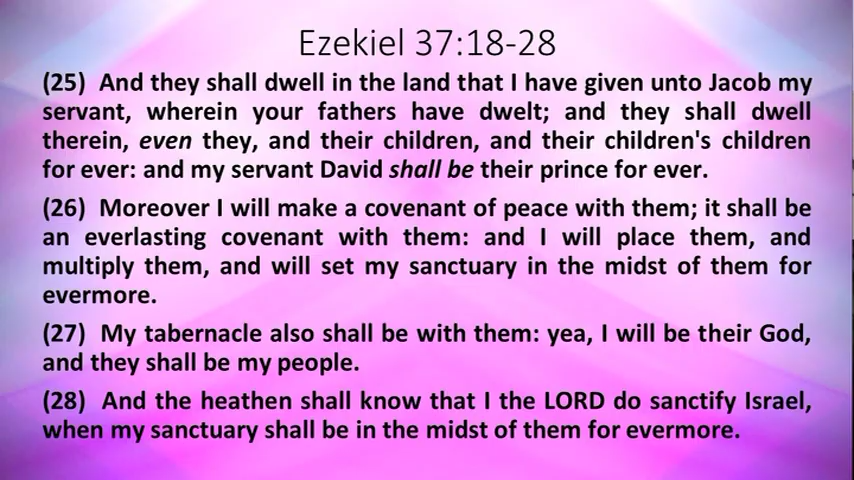 Ezekiel 37:18-28
(25) And they shall dwell in the land that I have given unto Jacob my
servant, wherein your fathers have dwelt; and they shall dwell
therein, even they, and their children, and their children's children
for ever: and my servant David shall be their prince for ever.
(26) Moreover I will make a covenant of peace with them; it shall be
an everlasting covenant with them: and I will place them, and
multiply them, and will set my sanctuary in the midst of them for
evermore.
(27) My tabernacle also shall be with them: yea, I will be their God,
and they shall be my people.
(28) And the heathen shall know that I the LORD do sanctify Israel,
when my sanctuary shall be in the midst of them for evermore.